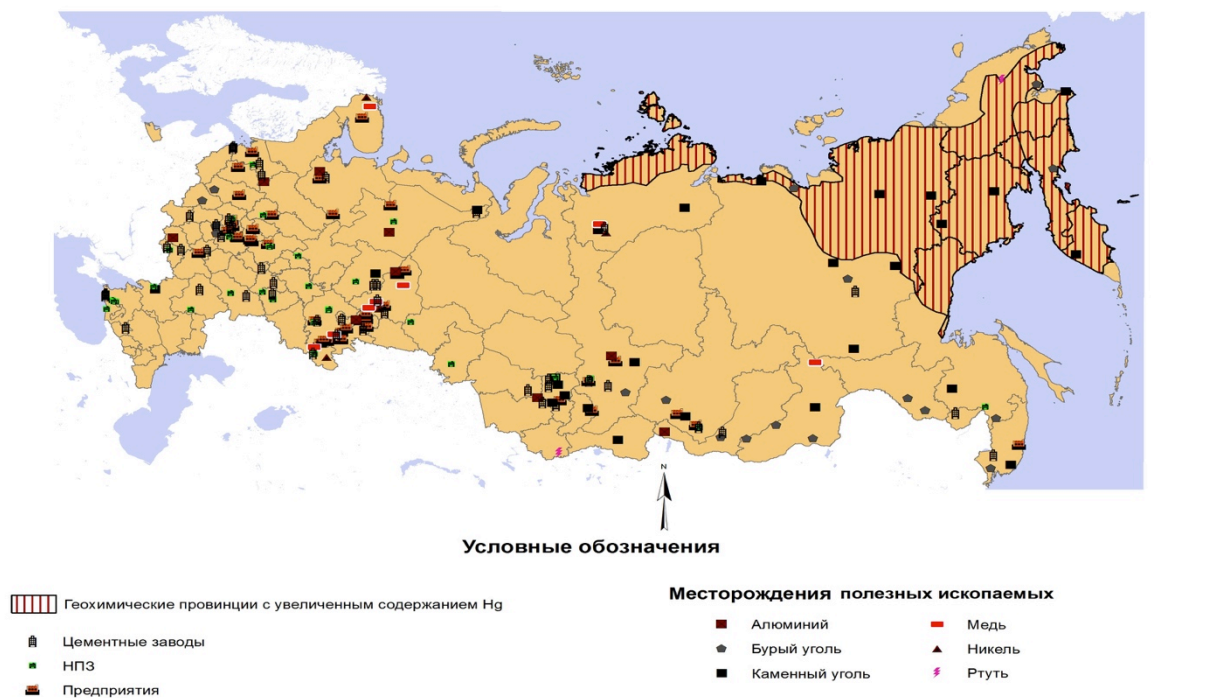 N
Условные обозначения
Геохимические провинции с увеличенным содержанием Hg
Цементные заводы
НПЗ
Предприятия
Месторождения полезных ископаемых
Алюминий
Бурый уголь
Каменный уголь
Медь
Никель
Ртуть